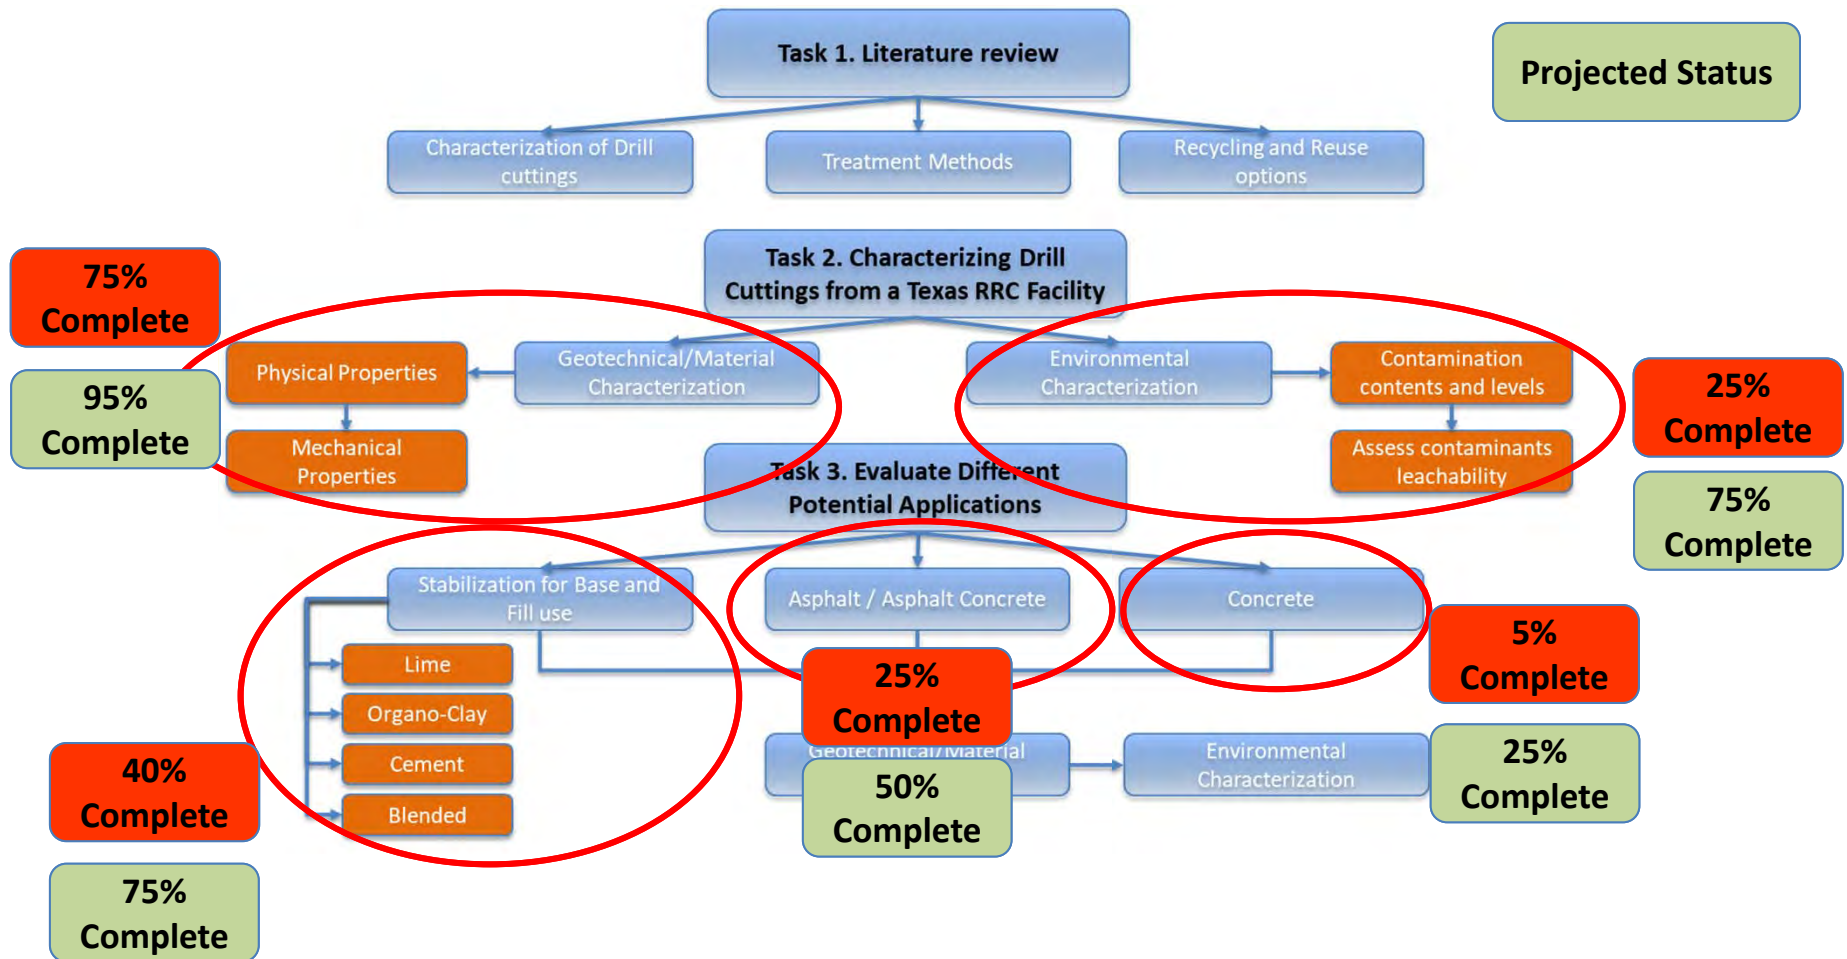 Task 1. Literature review
Projected Status
Characterization of Drill
cuttings
Treatment Methods
Recycling and Reuse
options
Task 2. Characterizing Drill
Cuttings from a Texas RRC Facility
75%
Complete
95%
Complete
Physical Properties
Mechanical
Properties
Geotechnical/Material
Characterization
Environmental
Characterization
Contamination
contents and levels
Assess contaminants
leachability
25%
Complete
75%
Complete
Task 3. Evaluate Different
Potential Applications
Stabilization for Base and
Fill use
Asphalt / Asphalt Concrete
Concrete
Lime
Organo-Clay
Cement
Blended
40%
Complete
75%
Complete
25%
Complete
Geotechnical/Material
50%
Complete
Environmental
Characterization
5%
Complete
25%
Complete